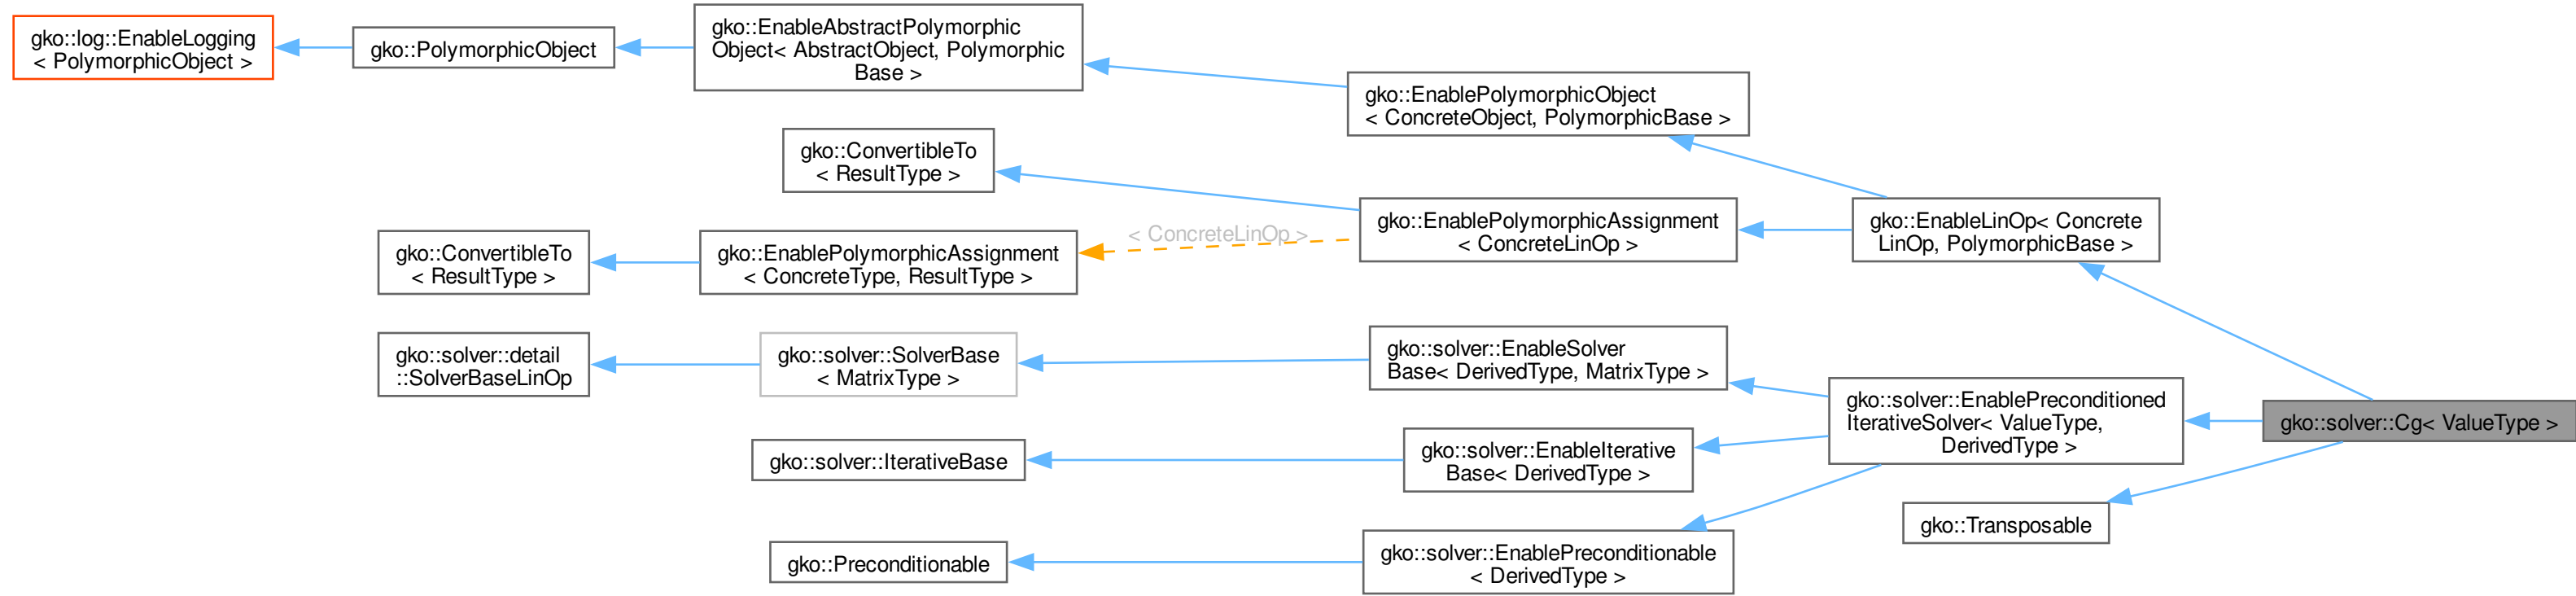 gko::log::EnableLogging
< PolymorphicObject >
gko::PolymorphicObject
gko::EnableAbstractPolymorphic
Object< AbstractObject, Polymorphic
Base >
gko::EnablePolymorphicObject
< ConcreteObject, PolymorphicBase >
gko::ConvertibleTo
< ResultType >
gko::EnablePolymorphicAssignment
< ConcreteLinOp >
gko::EnableLinOp< Concrete
LinOp, PolymorphicBase >
< ConcreteLinOp >
gko::ConvertibleTo
< ResultType >
gko::EnablePolymorphicAssignment
< ConcreteType, ResultType >
gko::solver::detail
::SolverBaseLinOp
gko::solver::SolverBase
< MatrixType >
gko::solver::EnableSolver
Base< DerivedType, MatrixType >
gko::solver::EnablePreconditioned
IterativeSolver< ValueType,
DerivedType >
gko::solver::Cg< ValueType >
gko::solver::IterativeBase
gko::solver::EnableIterative
Base< DerivedType >
gko::Transposable
gko::Preconditionable
gko::solver::EnablePreconditionable
< DerivedType >